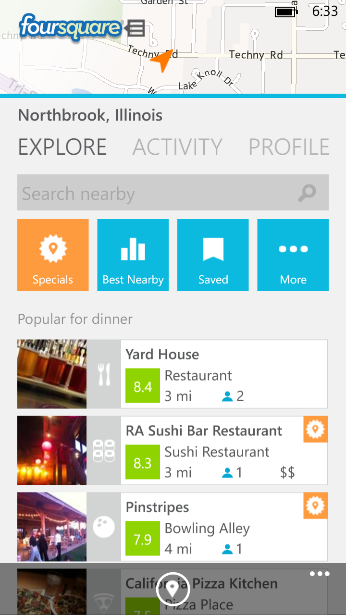 Garden St
6:33
foursquare
Techny Rd
Techny Rd
Lake Knoll Dr
Northbrook, Illinois
EXPLORE ACTIVITY PROFILE
Search nearby
Specials Best Nearby Saved More
Popular for dinner
Yard House
8.4 Restaurant
3 mi 2
RA Sushi Bar Restaurant
8.3 Sushi Restaurant
3 mi 1 $$
Pinstripes
7.9 Bowling Alley
4 mi 1
California Pizza Kitchen
7.5 Pizza Place